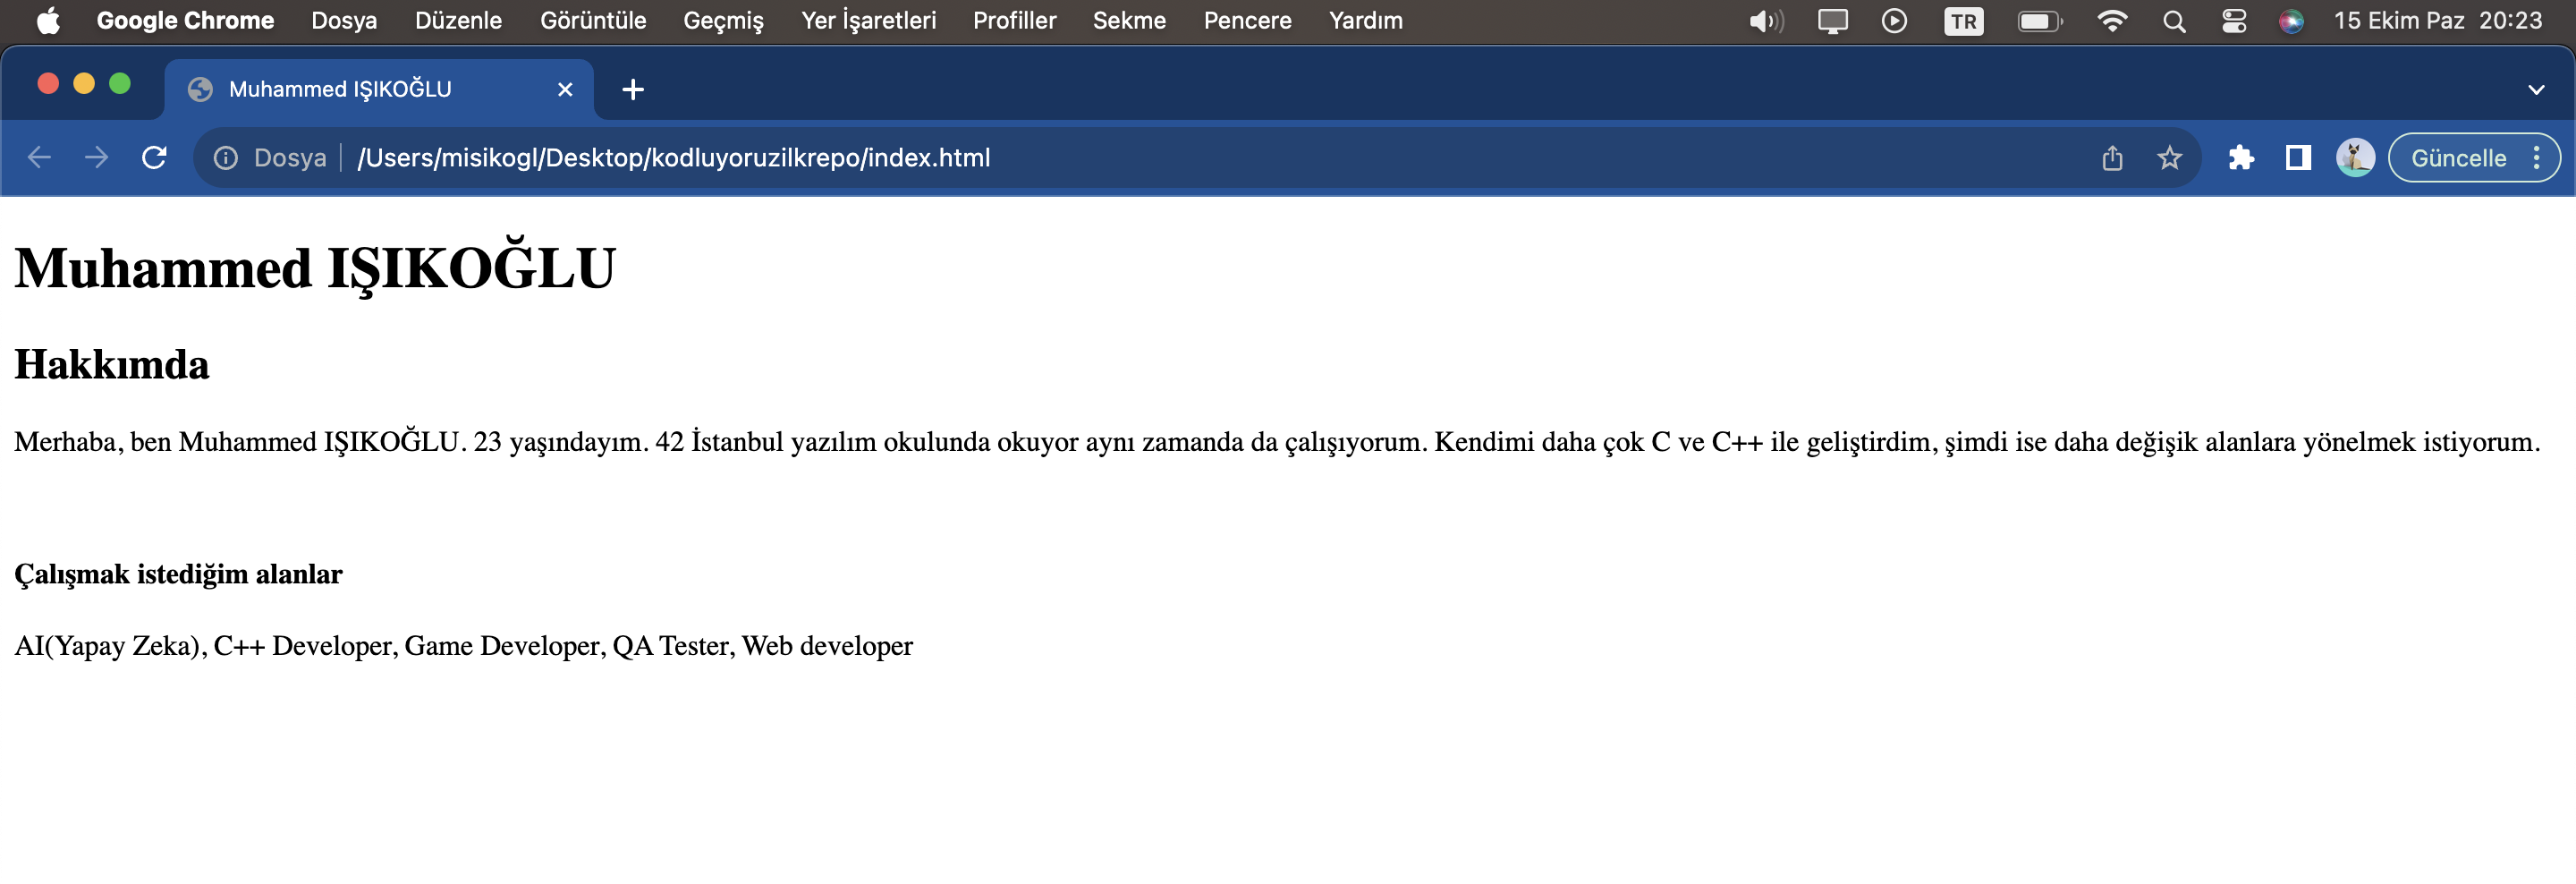 Google Chrome Dosya Düzenle Görüntüle Geçmiş Yer İşaretleri Profiller Sekme Pencere Yardım TR 15 Ekim Paz 20:23
Muhammed IŞIKOĞLU
Dosya /Users/misikogl/Desktop/kodluyoruzilkrepo/index.html Güncelle
Muhammed IŞIKOĞLU
Hakkımda
Merhaba, ben Muhammed IŞIKOĞLU. 23 yaşındayım. 42 İstanbul yazılım okulunda okuyor aynı zamanda da çalışıyorum. Kendimi daha çok C ve C++ ile geliştirdim, şimdi ise daha değişik alanlara yönelmek istiyorum.
Çalışmak istediğim alanlar
AI(Yapay Zeka), C++ Developer, Game Developer, QA Tester, Web developer